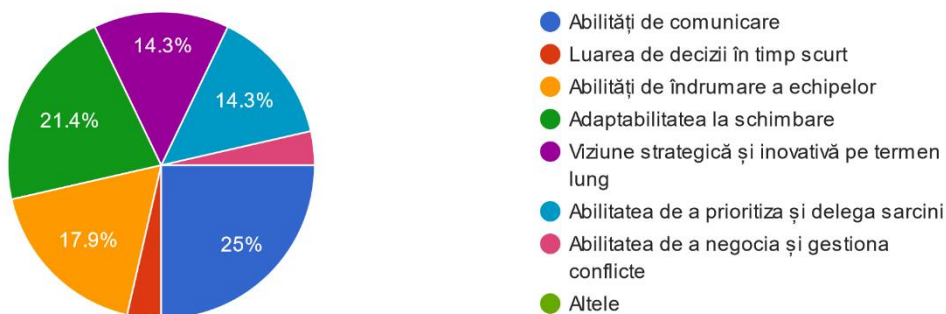 14.3%
14.3%
21.4%
17.9%
25%
Abilități de comunicare
Luarea de decizii în timp scurt
Abilități de îndrumare a echipelor
Adaptabilitatea la schimbare
Viziune strategică și inovativă pe termen
lung
Abilitatea de a prioritiza și delega sarcini
Abilitatea de a negocia și gestiona
conflicte
Altele